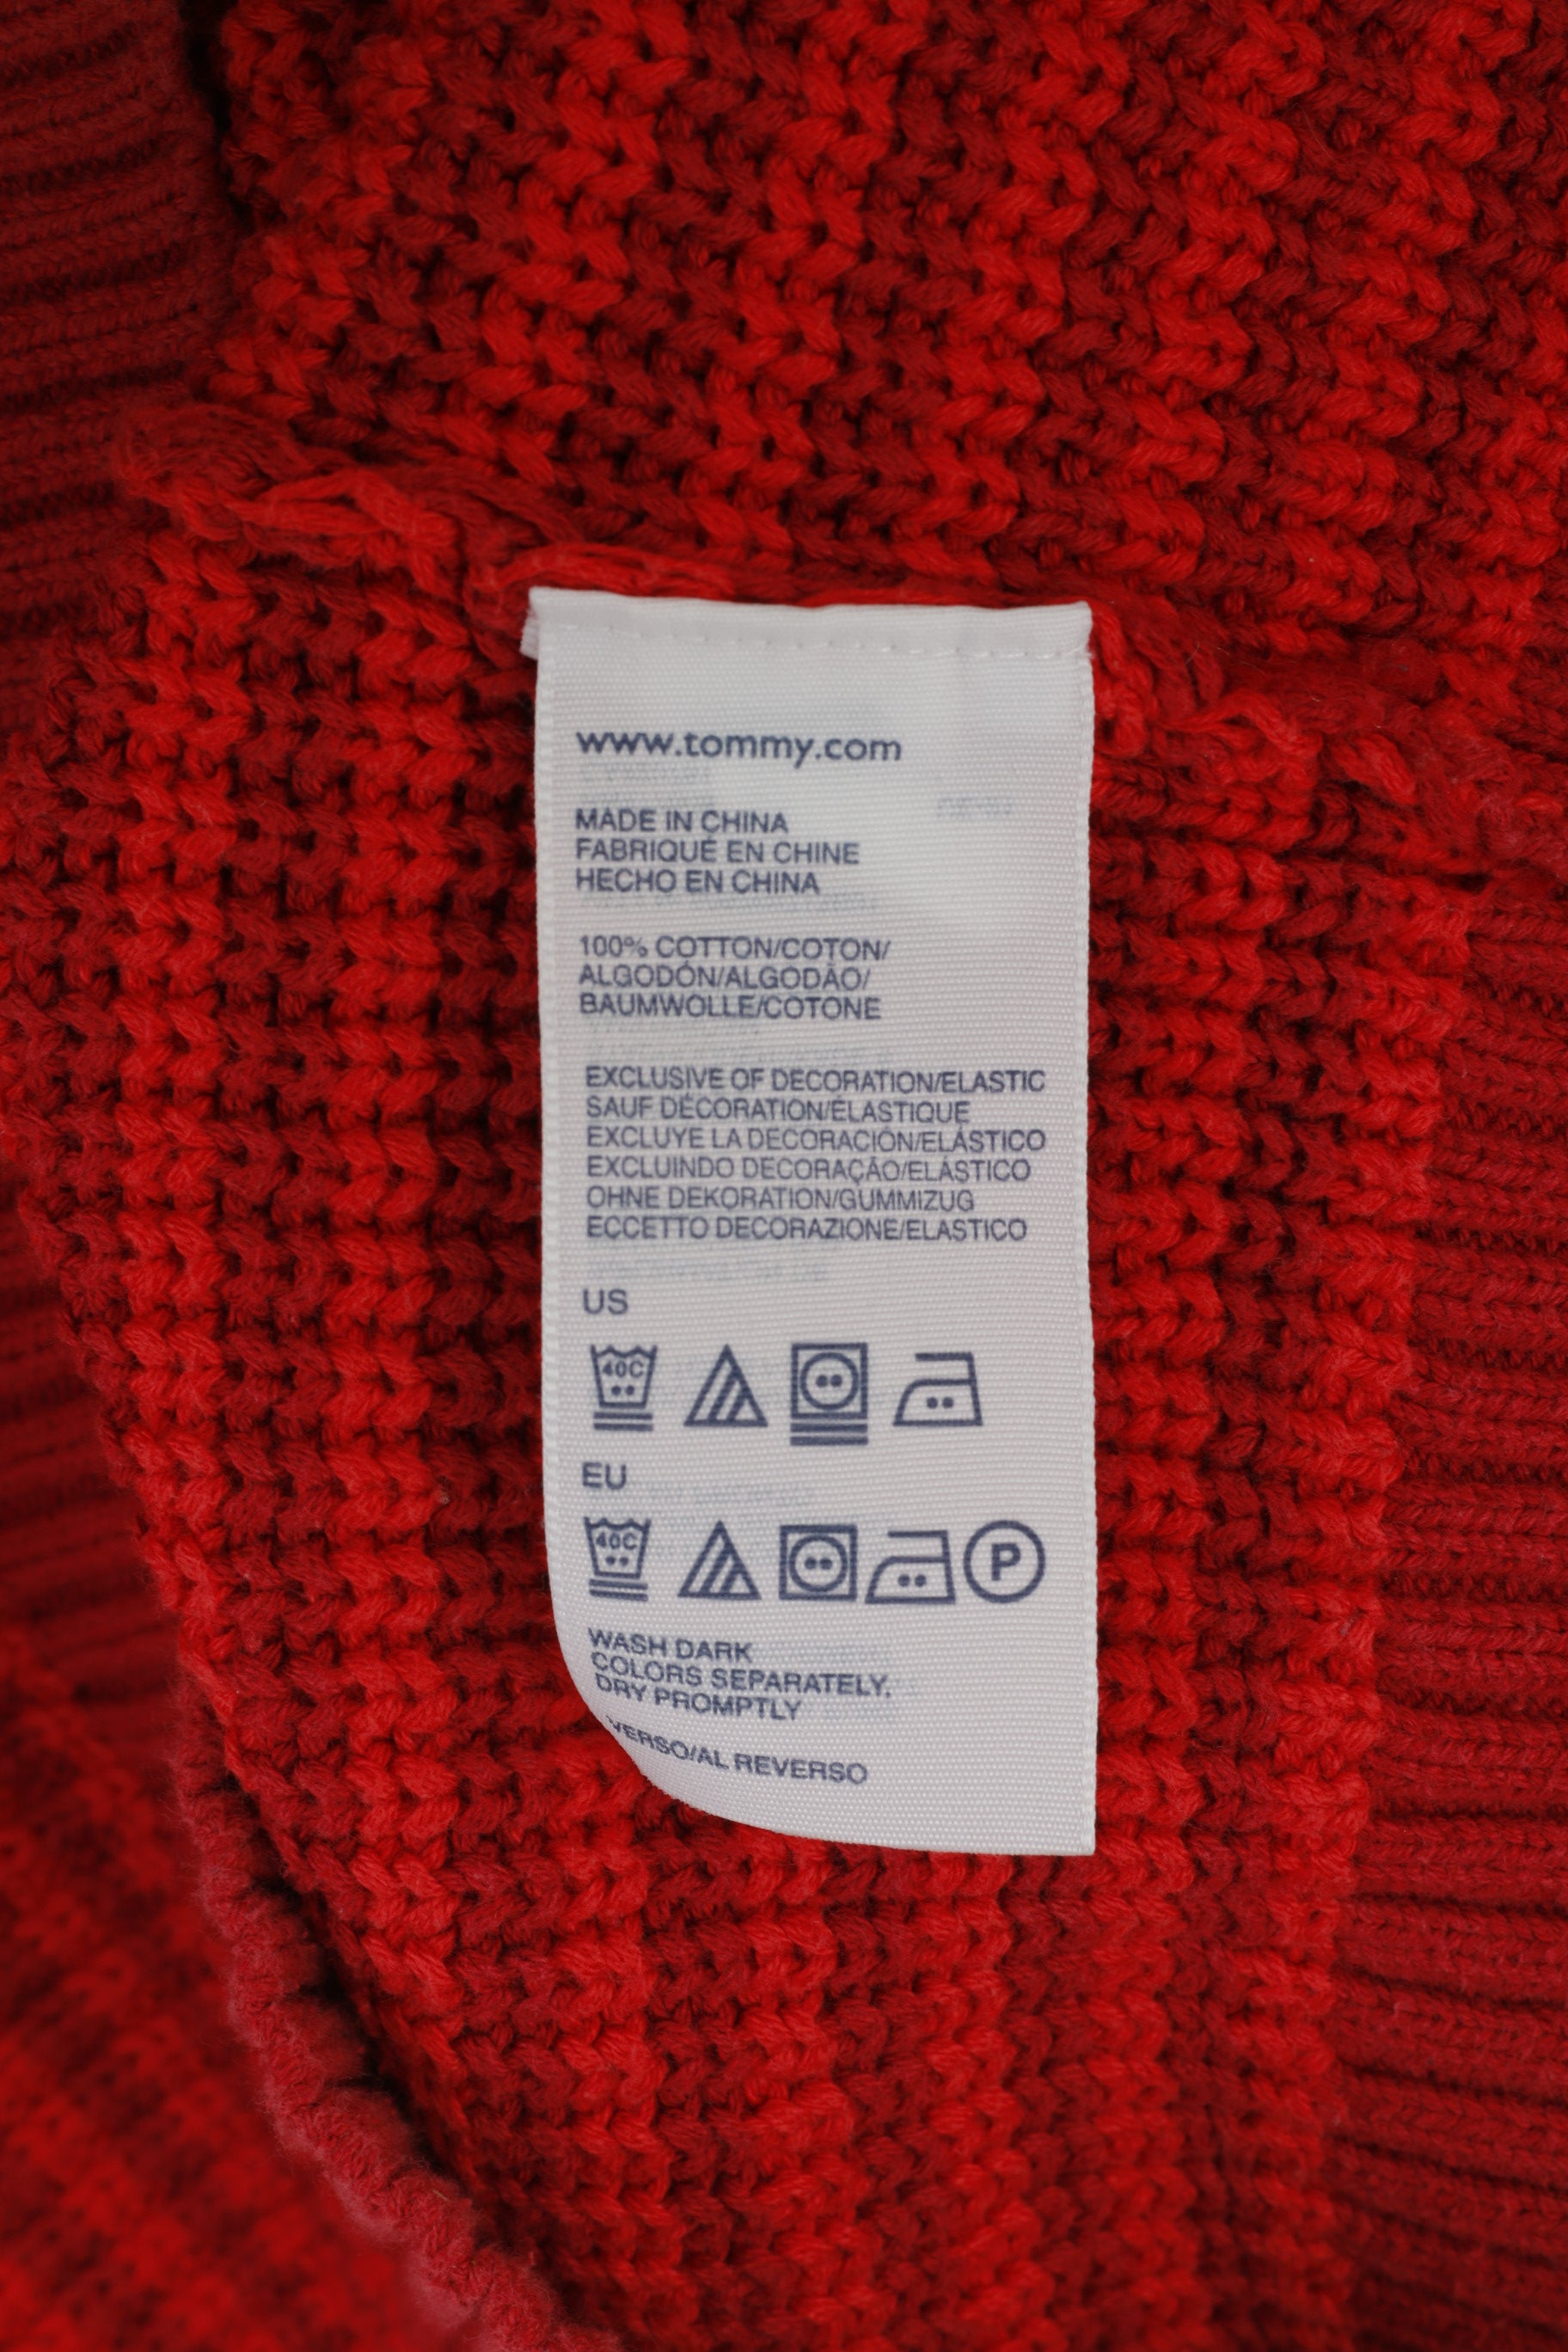 www.tommy.com
MADE IN CHINA
FABRIQUÉ EN CHINE
HECHO EN CHINA
100% COTTON/COTON/
ALGODÓN/ALGODÃO/
BAUMWOLLE/COTONE
EXCLUSIVE OF DECORATION/ELASTIC
SAUF DÉCORATION/ÉLASTIQUE
EXCLUYE LA DECORACIÓN/ELÁSTICO
EXCLUINDO DECORAÇÃO/ELÁSTICO
OHNE DEKORATION/GUMMIZUG
ECCETTO DECORAZIONE/ELASTICO
US
40C
EU
40C P
WASH DARK
COLORS SEPARATELY,
DRY PROMPTLY
VERSO/AL REVERSO